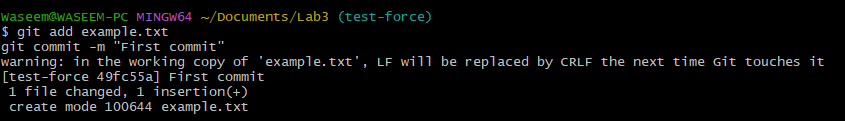 Waseem@WASEEM-PC MINGW64 ~/Documents/Lab3 (test-force)
$ git add example.txt
git commit -m "First commit"
warning: in the working copy of 'example.txt', LF will be replaced by CRLF the next time Git touches it
[test-force 49fc55a] First commit
 1 file changed, 1 insertion(+)
 create mode 100644 example.txt